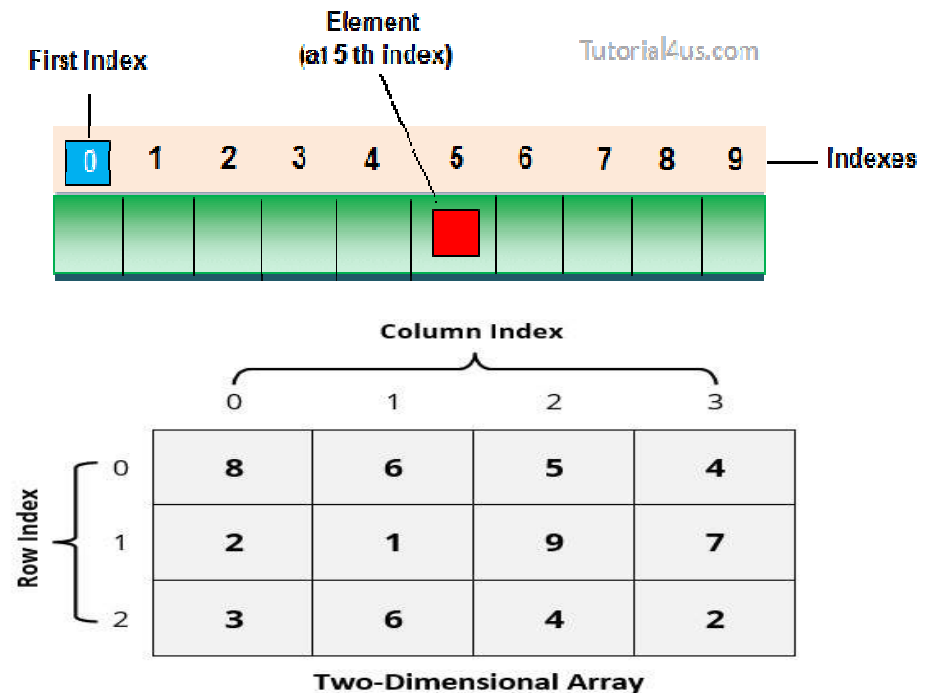 Element
(at 5 th index)
Tutorial4us.com
First Index
0 1 2 3 4 5 6 7 8 9
Indexes
Column Index
0 1 2 3
Row Index
0 8 6 5 4
1 2 1 9 7
2 3 6 4 2
Two-Dimensional Array